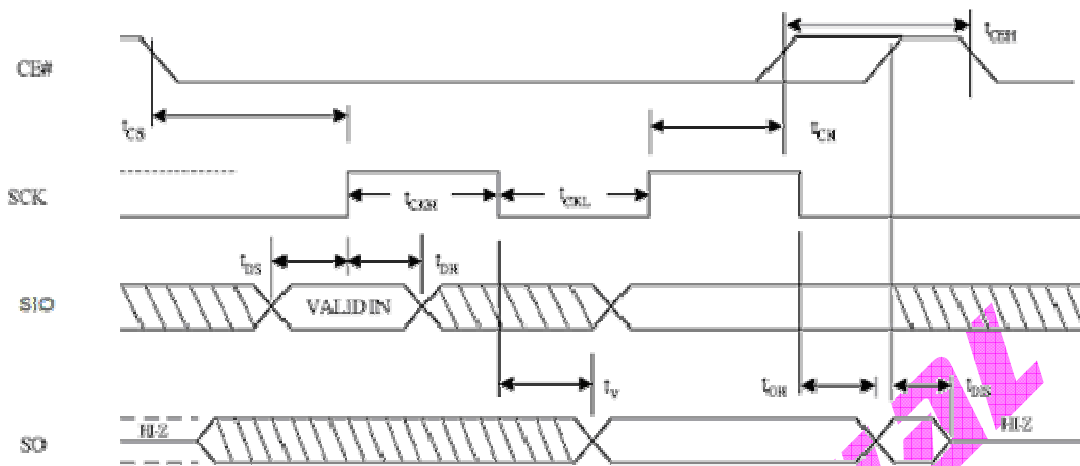 CE#
tCEH
tCS
tCH
SCK
tCKH
tCKL
tDS
tDH
SIO
VALID IN
tV
tOH
tDIS
SO
HI-Z
HI-Z